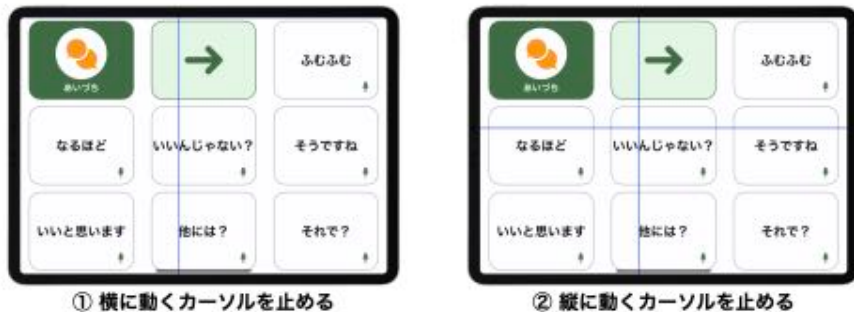 あいづち
→
ふむふむ
なるほど
いいんじゃない？
そうですね
いいと思います
他には？
それで？
① 横に動くカーソルを止める
あいづち
→
ふむふむ
なるほど
いいんじゃない？
そうですね
いいと思います
他には？
それで？
② 縦に動くカーソルを止める